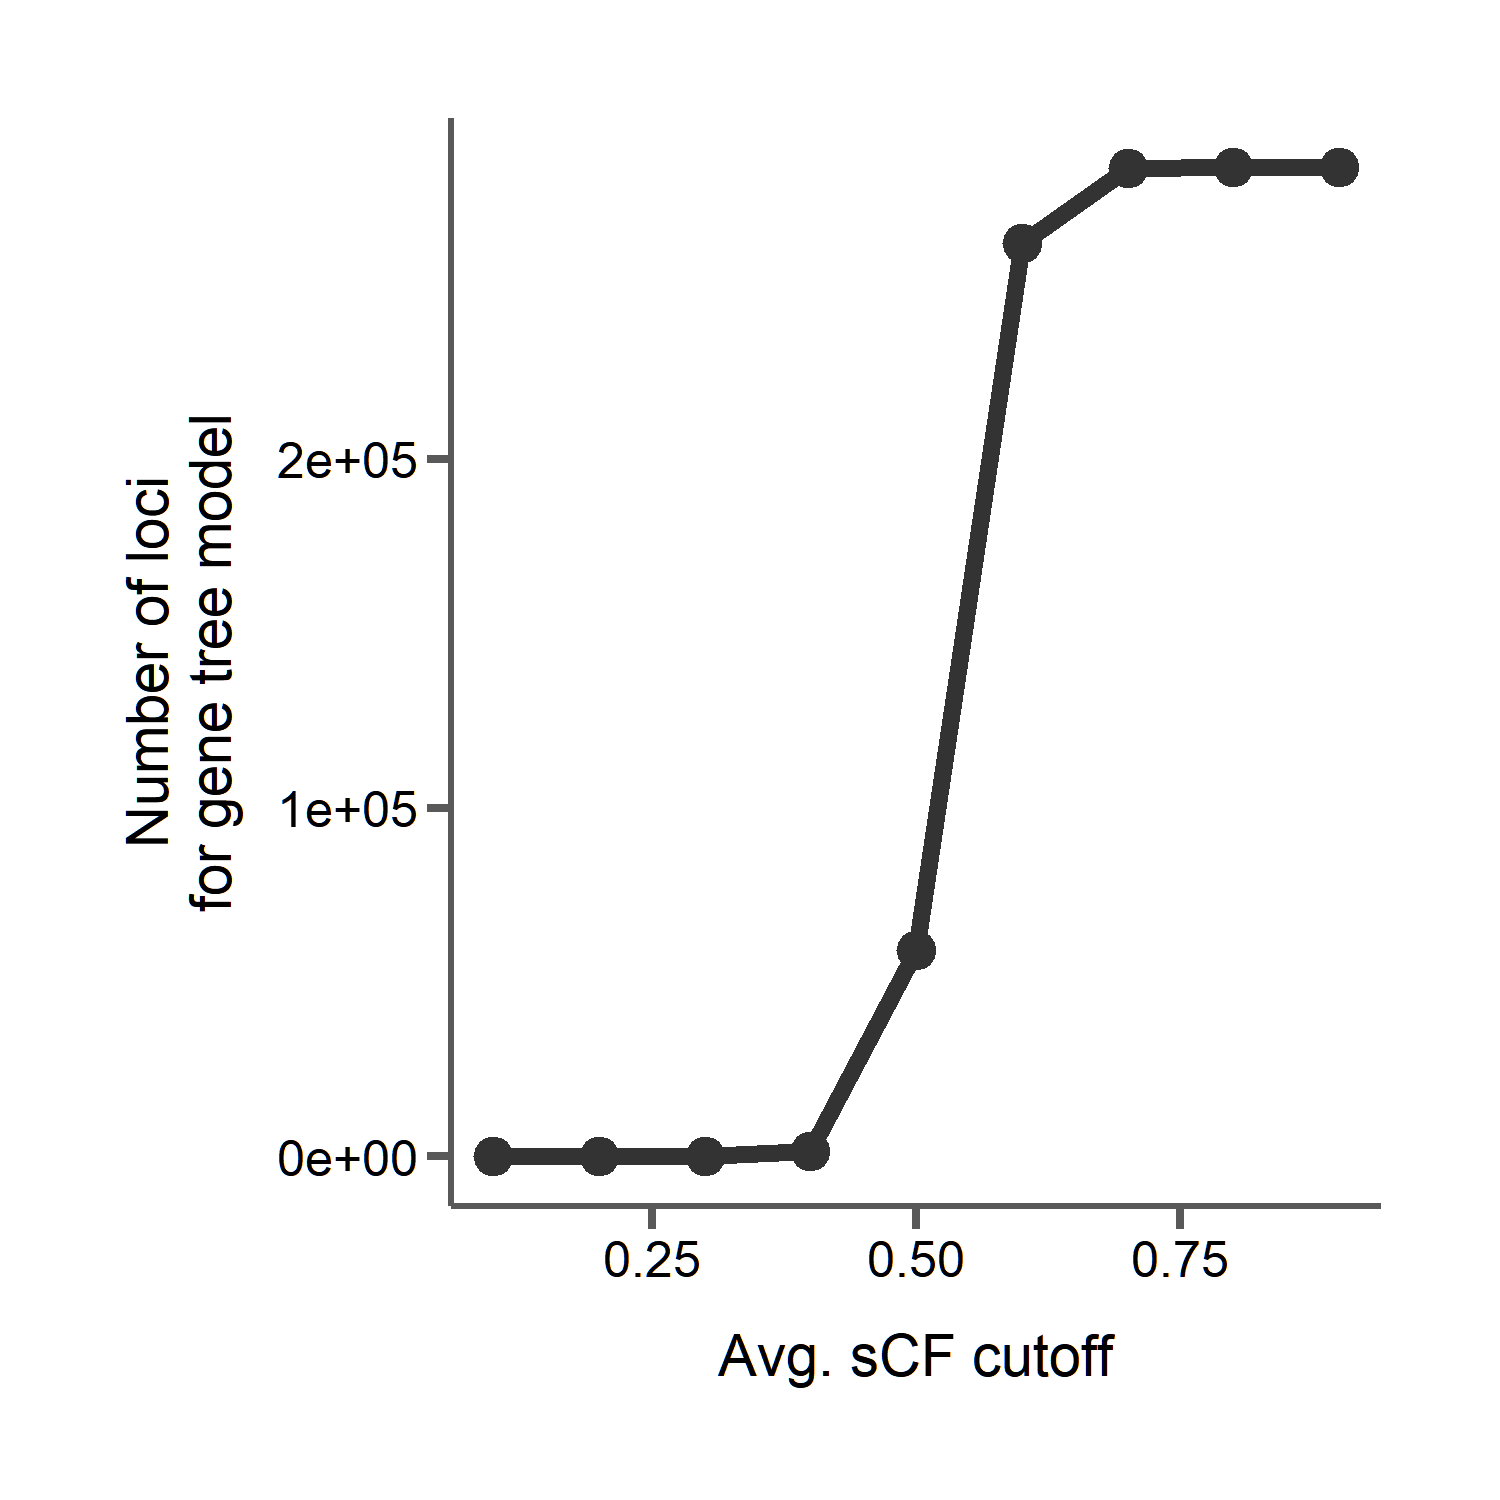 Number of loci
for gene tree model
2e+05
1e+05
0e+00
0.25
0.50
0.75
Avg. sCF cutoff